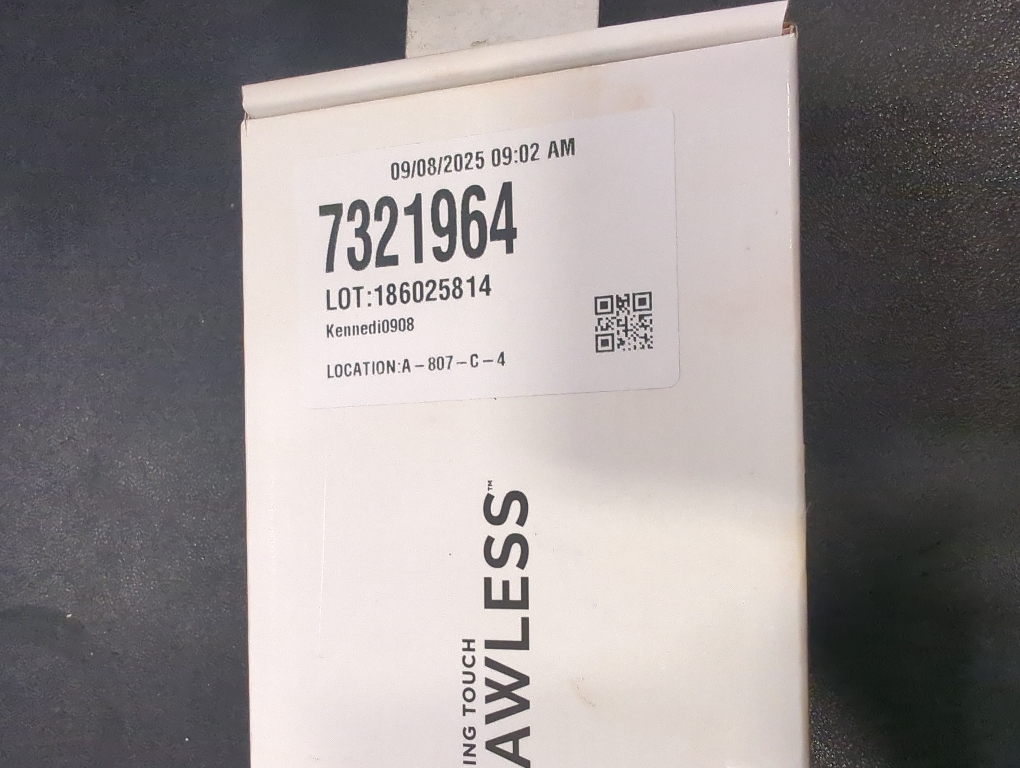 09/08/2025 09:02 AM
7321964
LOT:186025814
Kennedi0908
LOCATION:A-807-C-4
ING TOUCH
AWLESS™